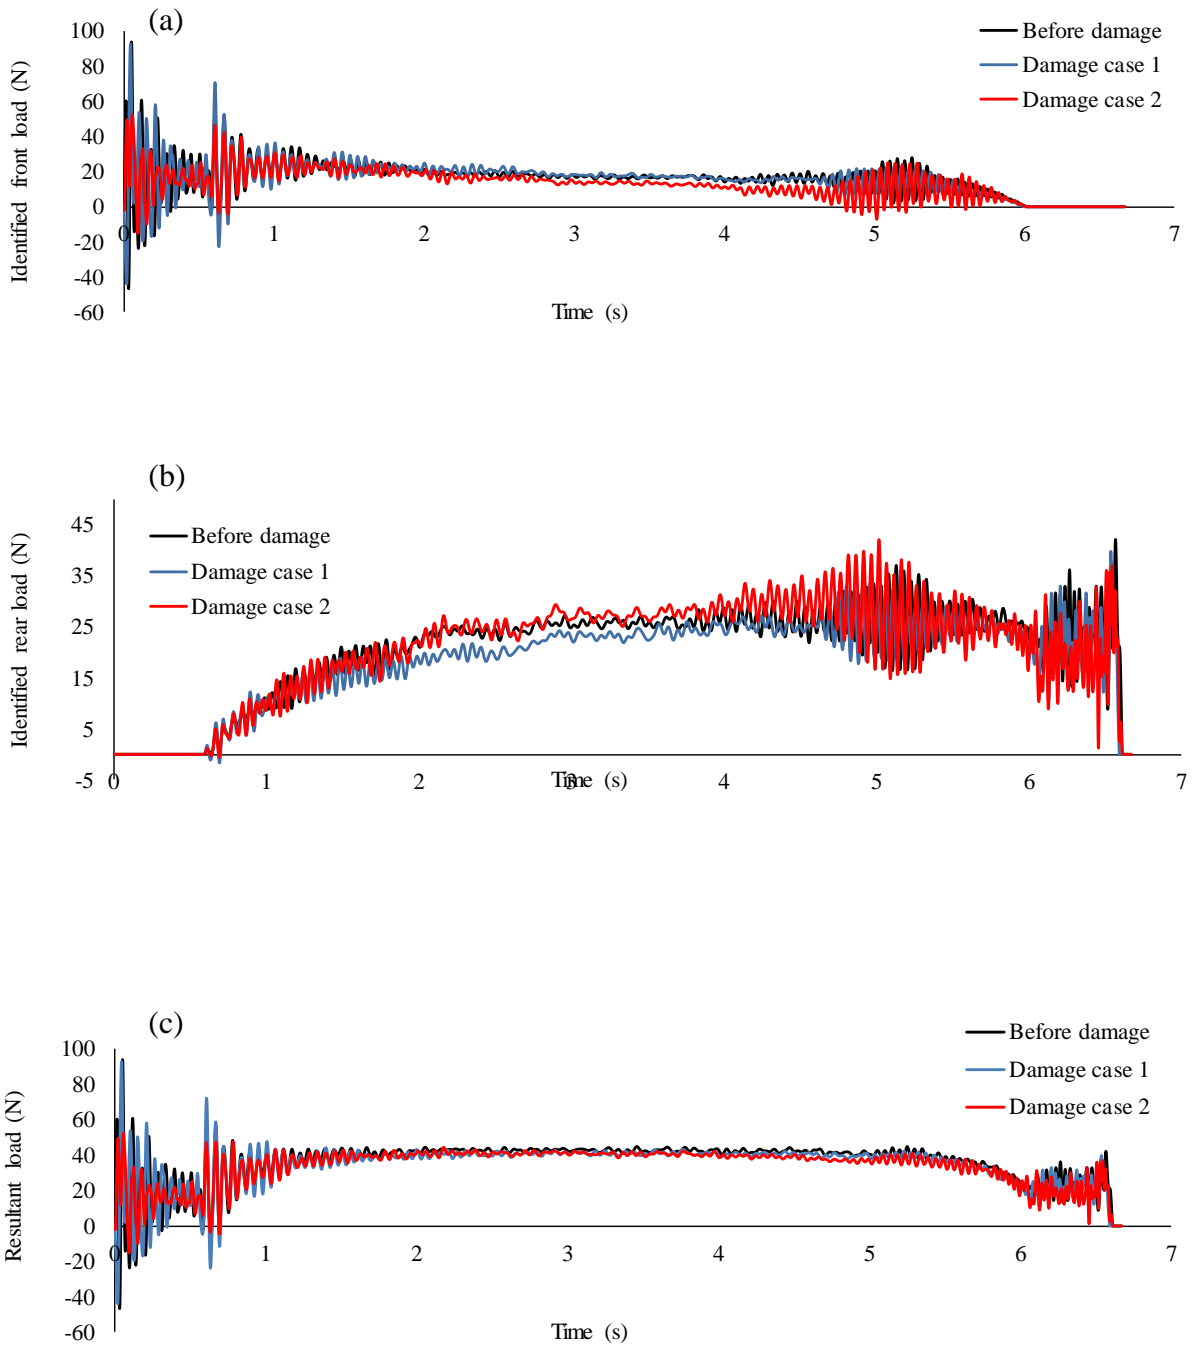 (a)
Identified front load (N)
100
80
60
40
20
0
-20
-40
-60
Before damage
Damage case 1
Damage case 2
0 1 2 3 4 5 6 7
Time (s)
(b)
Identified rear load (N)
45
35
25
15
5
-5
Before damage
Damage case 1
Damage case 2
0 1 2 3 4 5 6 7
Time (s)
(c)
Resultant load (N)
100
80
60
40
20
0
-20
-40
-60
Before damage
Damage case 1
Damage case 2
0 1 2 3 4 5 6 7
Time (s)